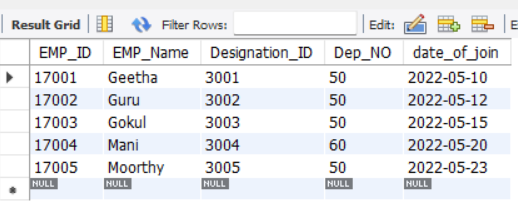 Result Grid Filter Rows: Edit: E
EMP_ID EMP_Name Designation_ID Dep_NO date_of_join
17001 Geetha 3001 50 2022-05-10
17002 Guru 3002 50 2022-05-12
17003 Gokul 3003 50 2022-05-15
17004 Mani 3004 60 2022-05-20
17005 Moorthy 3005 50 2022-05-23
NULL NULL NULL NULL NULL